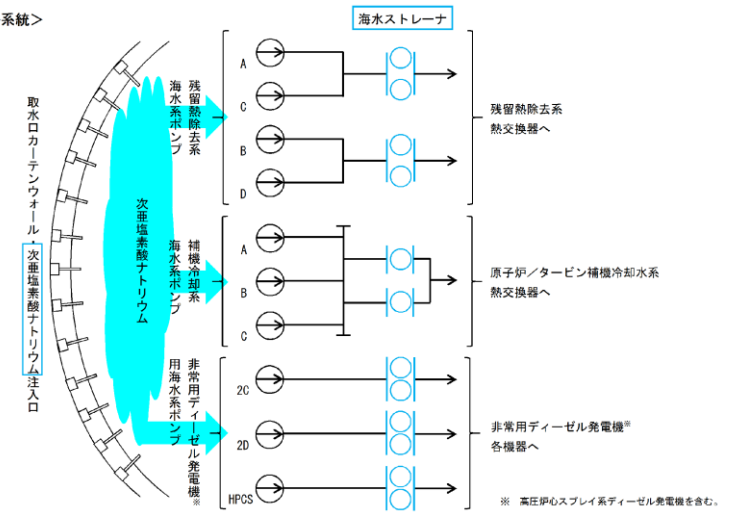 系統＞
海水ストレーナ
取水口カーテンウォール・次亜塩素酸ナトリウム注入口
次亜塩素酸ナトリウム
残留熱除去系
海水系ポンプ
A
C
B
D
残留熱除去系
熱交換器へ
補機冷却系
海水系ポンプ
A
B
C
原子炉／タービン補機冷却水系
熱交換器へ
非常用ディーゼル発電機※
用海水系ポンプ
2C
2D
HPCS
非常用ディーゼル発電機※
各機器へ
※　高圧炉心スプレイ系ディーゼル発電機を含む。